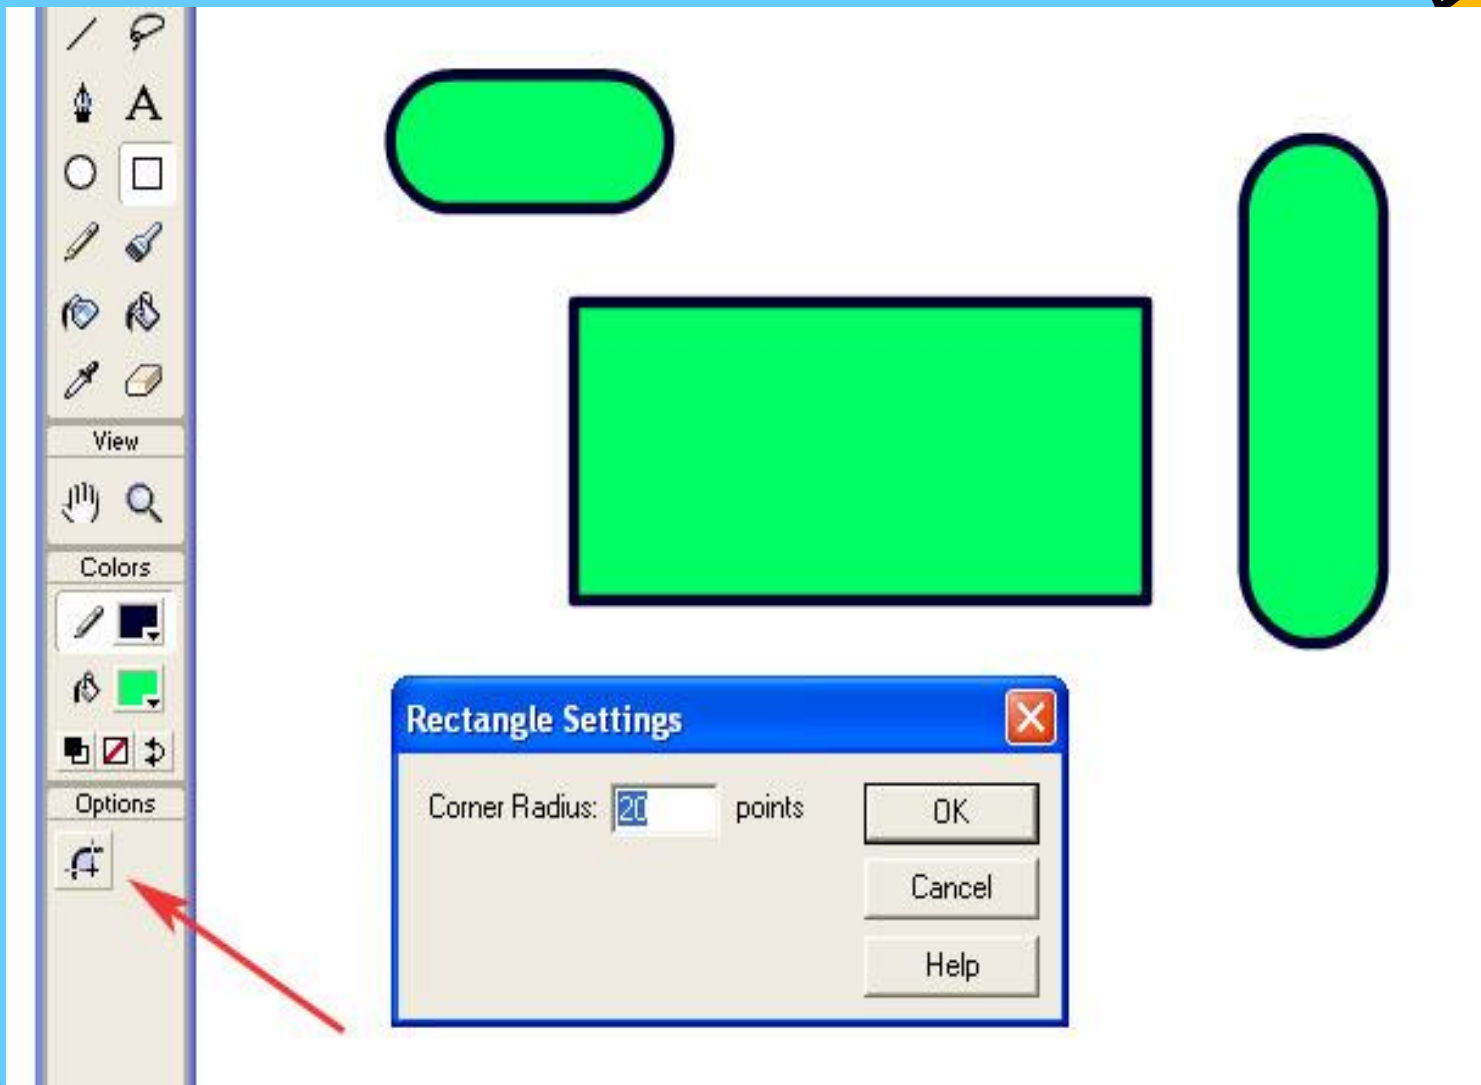 A
View
Colors
Options
Rectangle Settings
Corner Radius: 20 points
OK
Cancel
Help